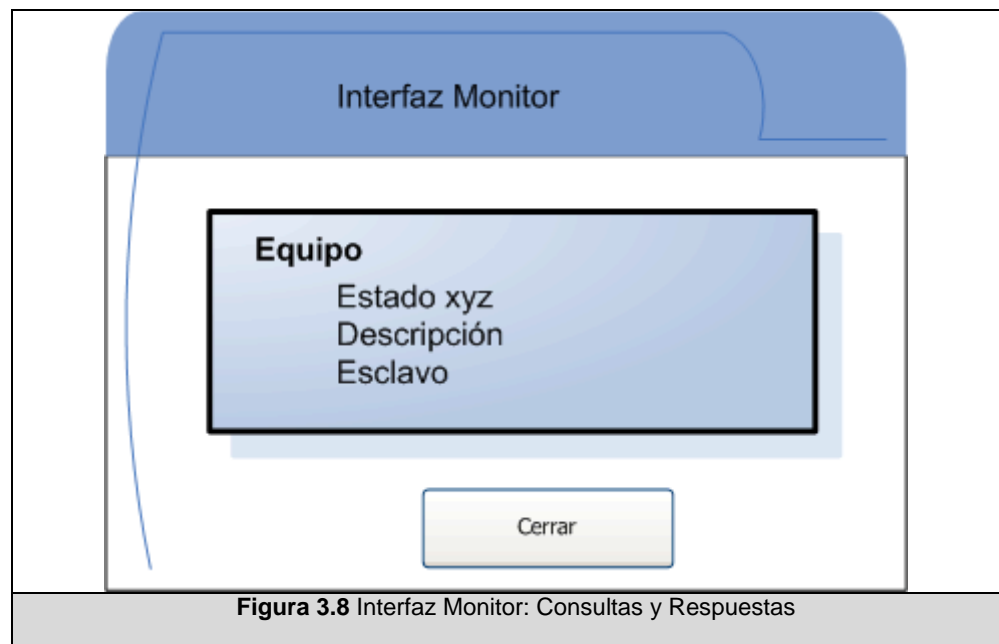 Interfaz Monitor
Equipo
Estado xyz
Descripción
Esclavo
Cerrar
Figura 3.8 Interfaz Monitor: Consultas y Respuestas